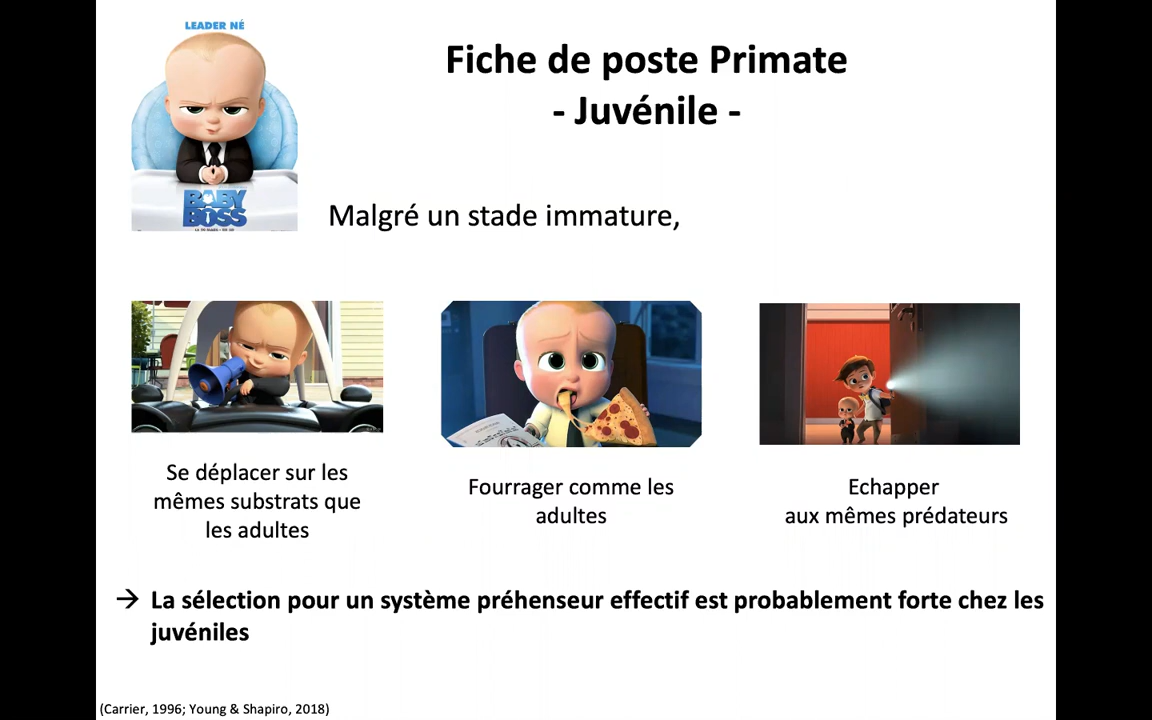 LEADER NÉ
Fiche de poste Primate
- Juvénile -
BABY
BOSS
Malgré un stade immature,
Se déplacer sur les
mêmes substrats que
les adultes
Fourrager comme les
adultes
Echapper
aux mêmes prédateurs
→ La sélection pour un système préhenseur effectif est probablement forte chez les
juvéniles
(Carrier, 1996; Young & Shapiro, 2018)